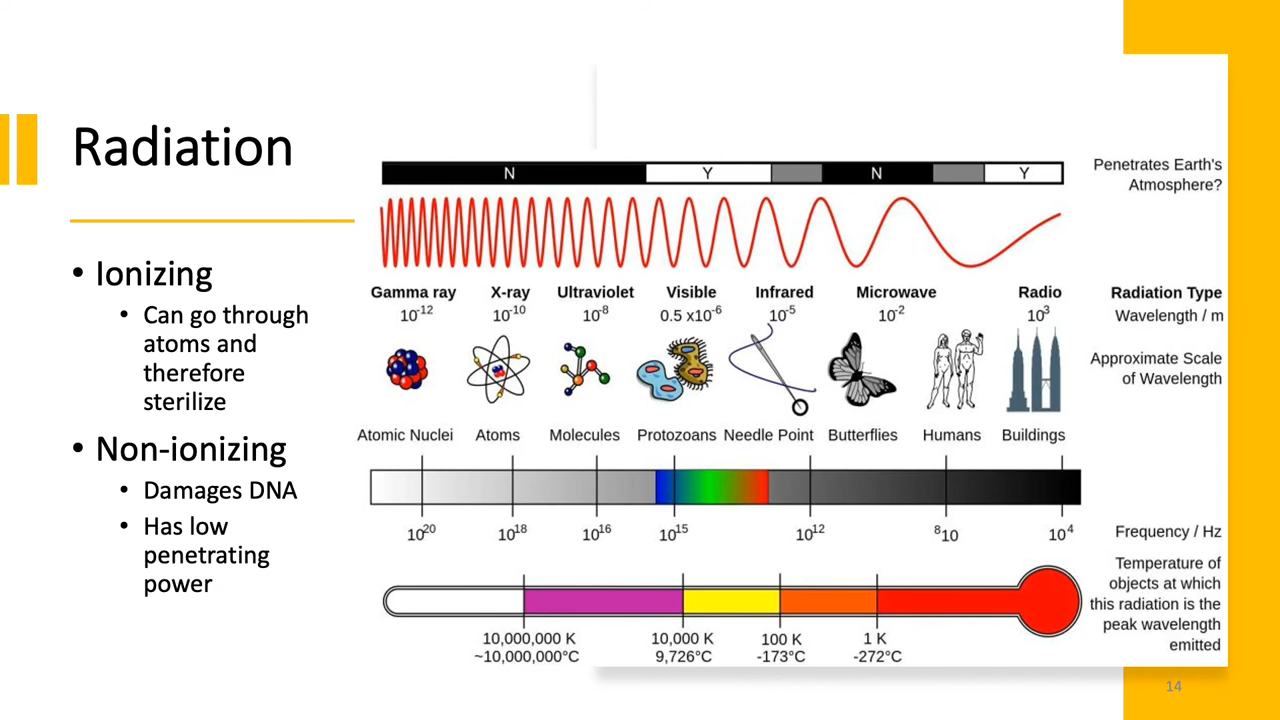 Radiation
• Ionizing
• Can go through
atoms and
therefore
sterilize
• Non-ionizing
• Damages DNA
• Has low
penetrating
power
N Y N Y
Penetrates Earth's
Atmosphere?
Gamma ray X-ray Ultraviolet Visible Infrared Microwave Radio Radiation Type
10⁻¹² 10⁻¹⁰ 10⁻⁸ 0.5 x10⁻⁶ 10⁻⁵ 10⁻² 10³ Wavelength / m
Approximate Scale
of Wavelength
Atomic Nuclei Atoms Molecules Protozoans Needle Point Butterflies Humans Buildings
10²⁰ 10¹⁸ 10¹⁶ 10¹⁵ 10¹² ⁸10 10⁴ Frequency / Hz
Temperature of
objects at which
this radiation is the
peak wavelength
emitted
10,000,000 K 10,000 K 100 K 1 K
~10,000,000°C 9,726°C -173°C -272°C
14